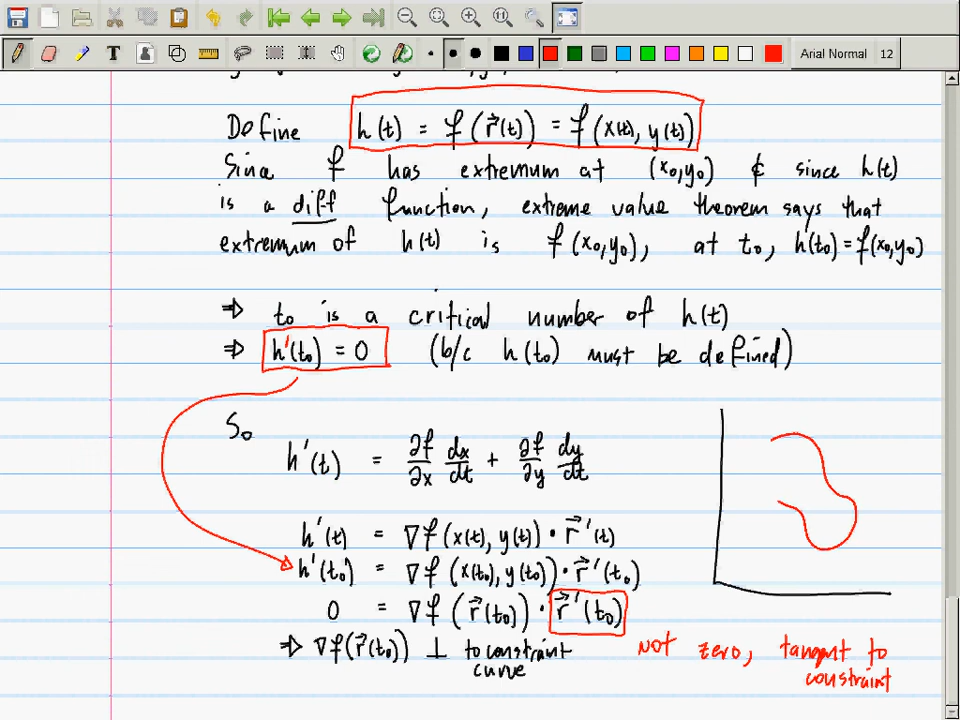 Arial Normal 12
Define h(t) = f(r⃗(t)) = f(x(t), y(t))
Since f has extremum at (x₀,y₀) & since h(t)
is a diff function, extreme value theorem says that
extremum of h(t) is f(x₀,y₀), at t₀, h(t₀)=f(x₀,y₀)
⇒ t₀ is a critical number of h(t)
⇒ h'(t₀) = 0 (b/c h(t₀) must be defined)
So
h'(t) = ∂f/∂x dx/dt + ∂f/∂y dy/dt
h'(t) = ∇f(x(t), y(t)) • r⃗'(t)
h'(t₀) = ∇f(x(t₀), y(t₀)) • r⃗'(t₀)
0 = ∇f(r⃗(t₀)) • r⃗'(t₀)
⇒ ∇f(r⃗(t₀)) ⊥ to constraint
curve
not zero, tangent to
constraint